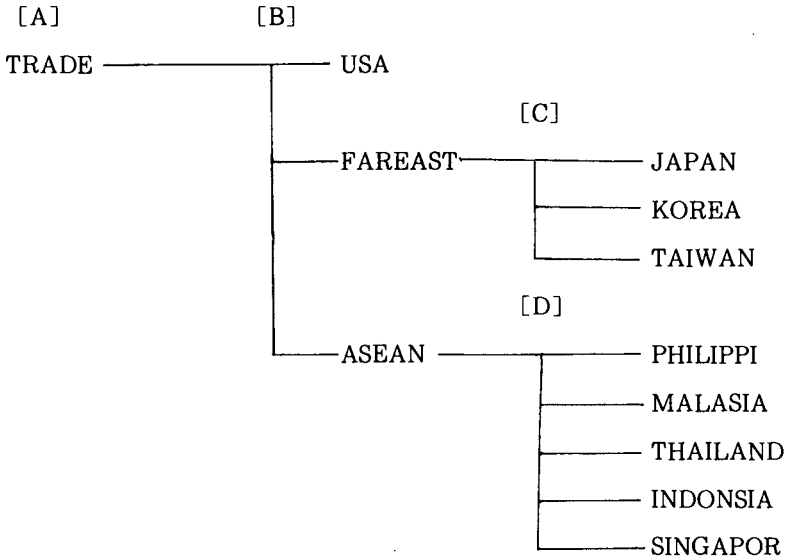 [A] [B]
TRADE USA
[C]
FAREAST JAPAN
KOREA
TAIWAN
[D]
ASEAN PHILIPPI
MALASIA
THAILAND
INDONSIA
SINGAPOR